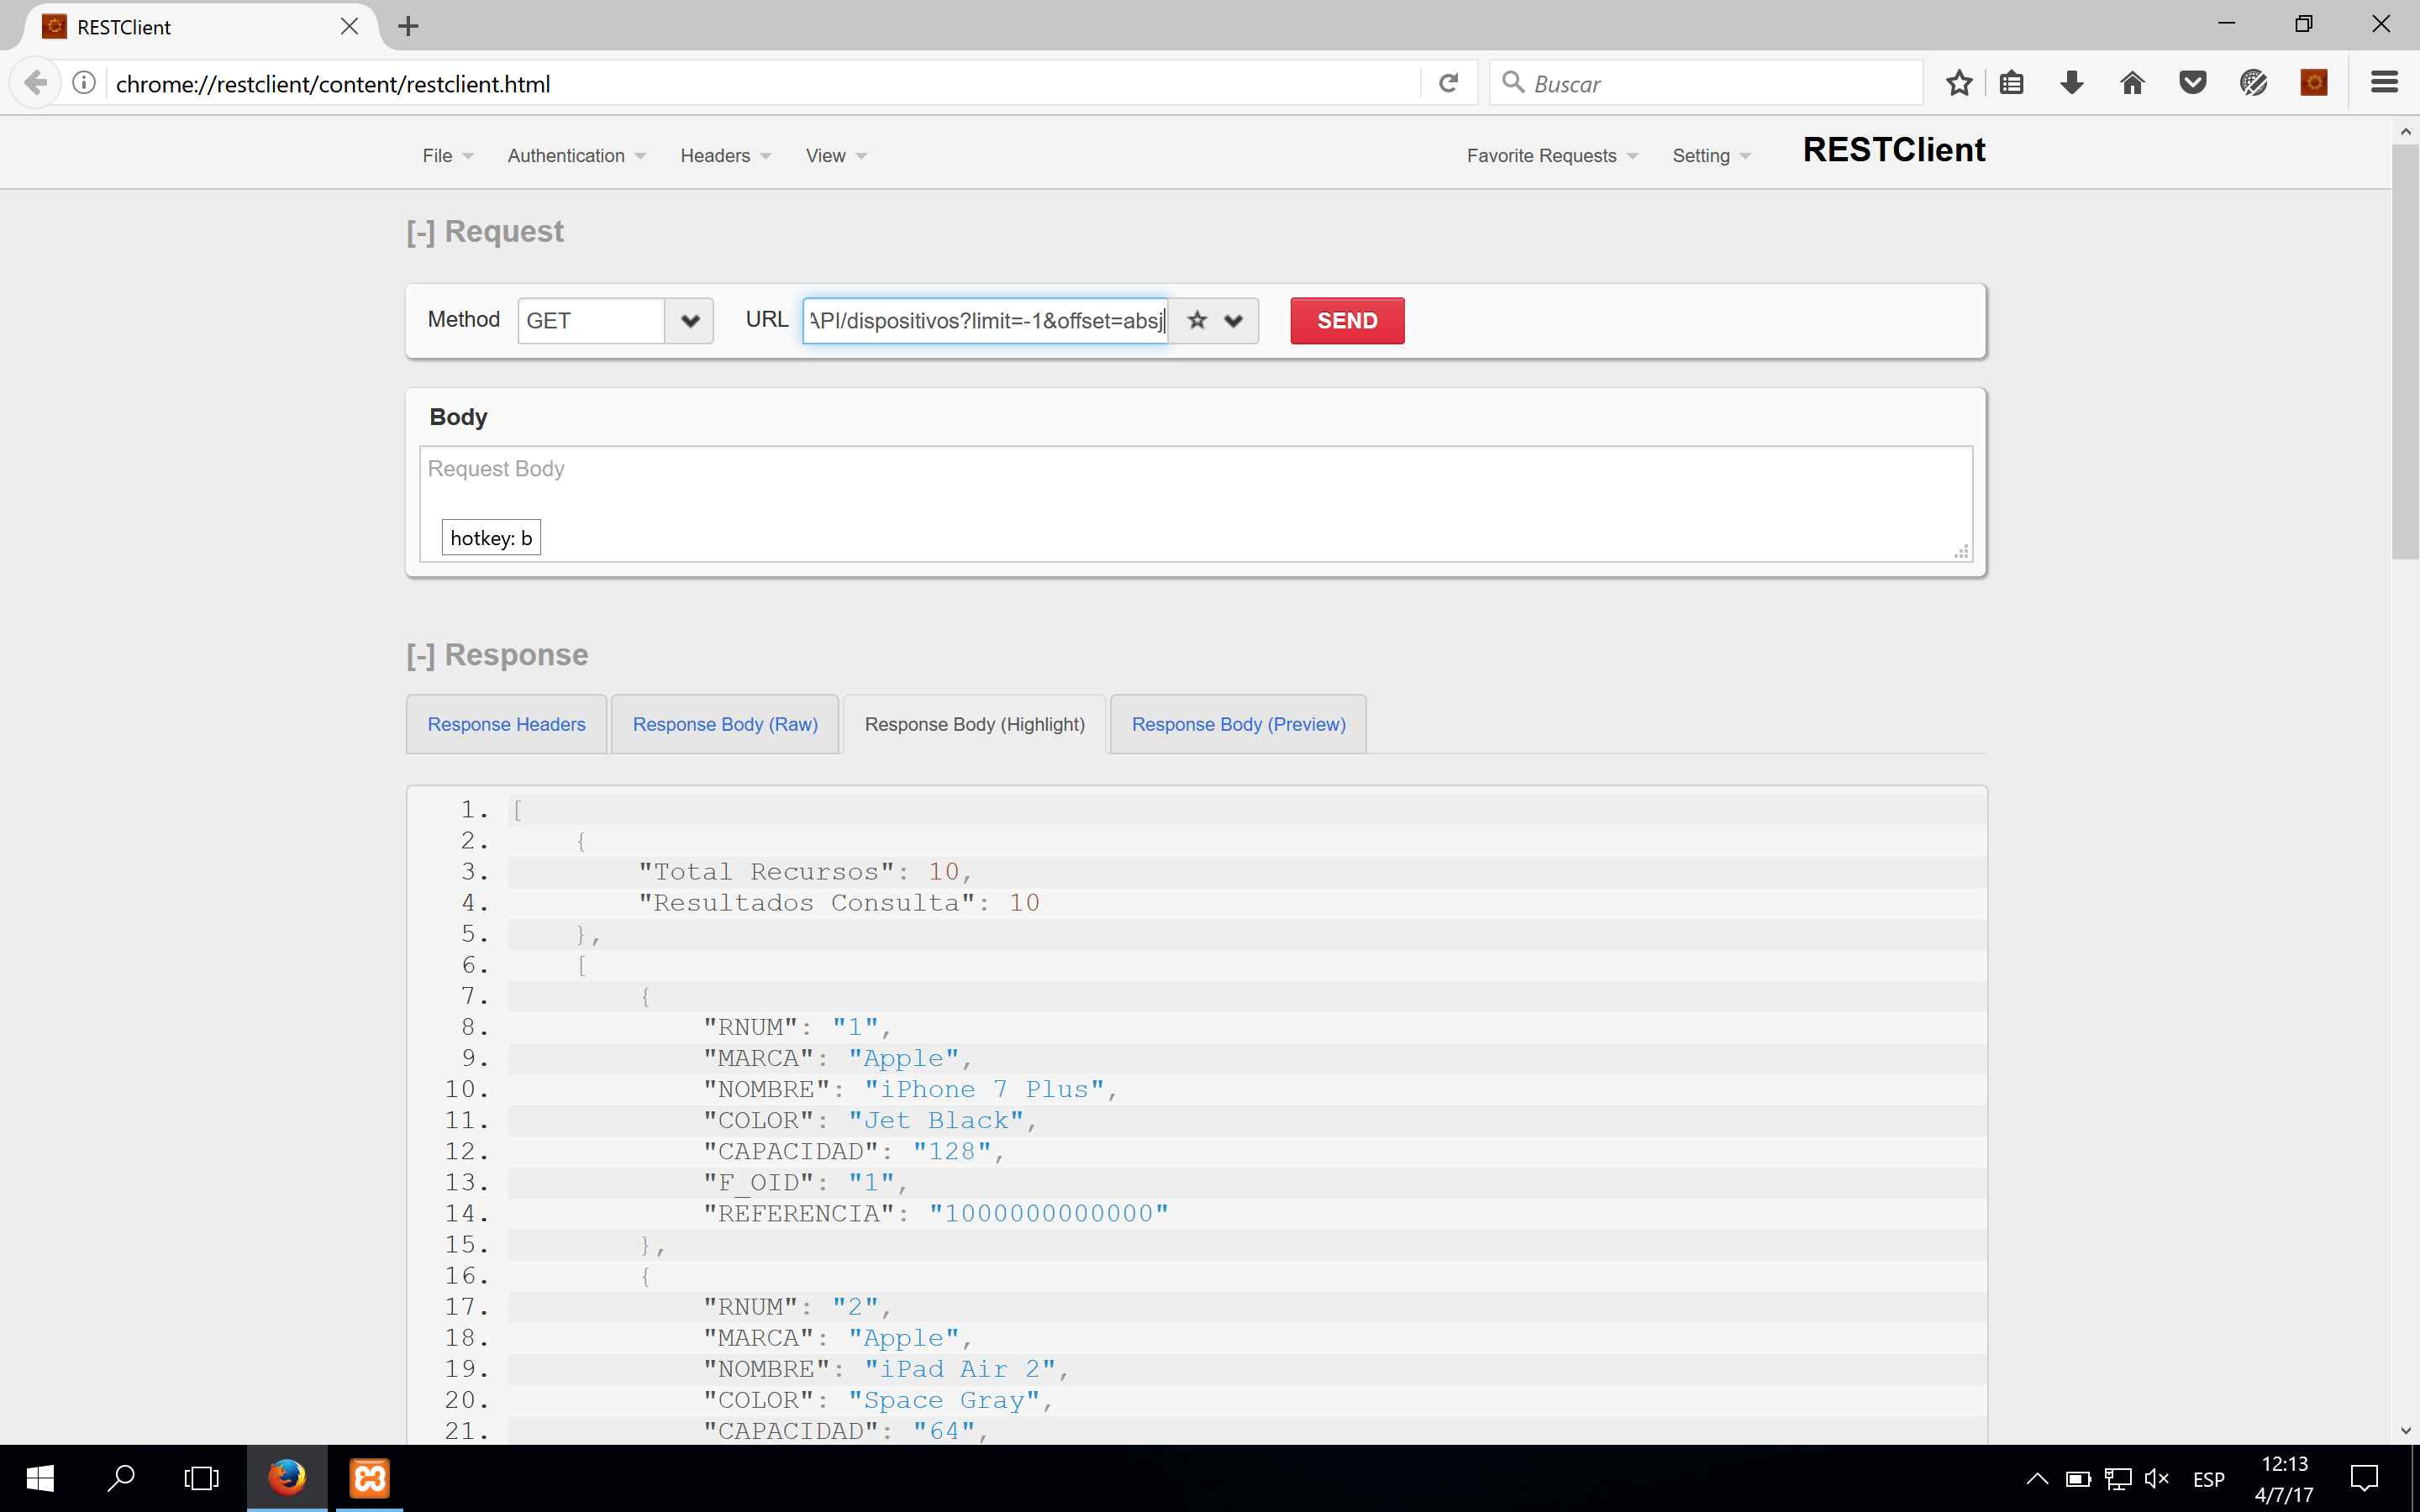 RESTClient
chrome://restclient/content/restclient.html
Buscar
File Authentication Headers View Favorite Requests Setting RESTClient
[-] Request
Method GET URL API/dispositivos?limit=-1&offset=absj SEND
Body
Request Body
hotkey: b
[-] Response
Response Headers Response Body (Raw) Response Body (Highlight) Response Body (Preview)
1. [
2. {
3. "Total Recursos": 10,
4. "Resultados Consulta": 10
5. },
6. [
7. {
8. "RNUM": "1",
9. "MARCA": "Apple",
10. "NOMBRE": "iPhone 7 Plus",
11. "COLOR": "Jet Black",
12. "CAPACIDAD": "128",
13. "F_OID": "1",
14. "REFERENCIA": "1000000000000"
15. },
16. {
17. "RNUM": "2",
18. "MARCA": "Apple",
19. "NOMBRE": "iPad Air 2",
20. "COLOR": "Space Gray",
21. "CAPACIDAD": "64",
ESP
12:13
4/7/17